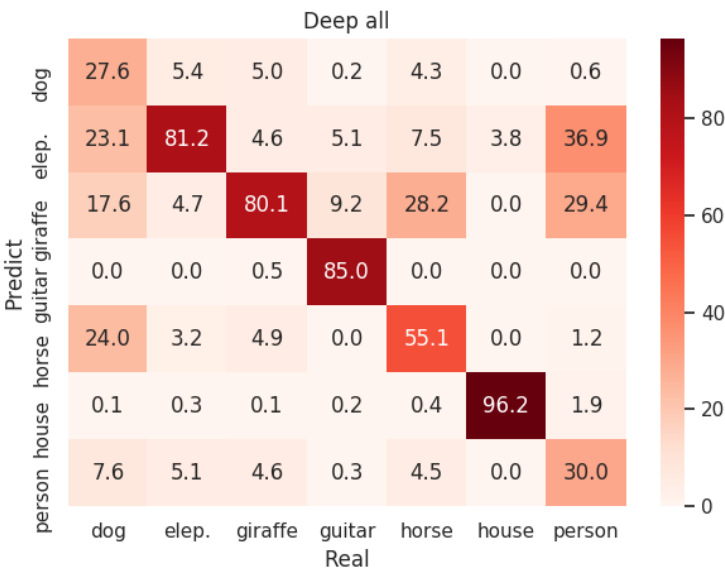 Deep all
dog 27.6 5.4 5.0 0.2 4.3 0.0 0.6
elep. 23.1 81.2 4.6 5.1 7.5 3.8 36.9
giraffe 17.6 4.7 80.1 9.2 28.2 0.0 29.4
guitar 0.0 0.0 0.5 85.0 0.0 0.0 0.0
horse 24.0 3.2 4.9 0.0 55.1 0.0 1.2
house 0.1 0.3 0.1 0.2 0.4 96.2 1.9
person 7.6 5.1 4.6 0.3 4.5 0.0 30.0
dog elep. giraffe guitar horse house person
Real
Predict
80
60
40
20
0